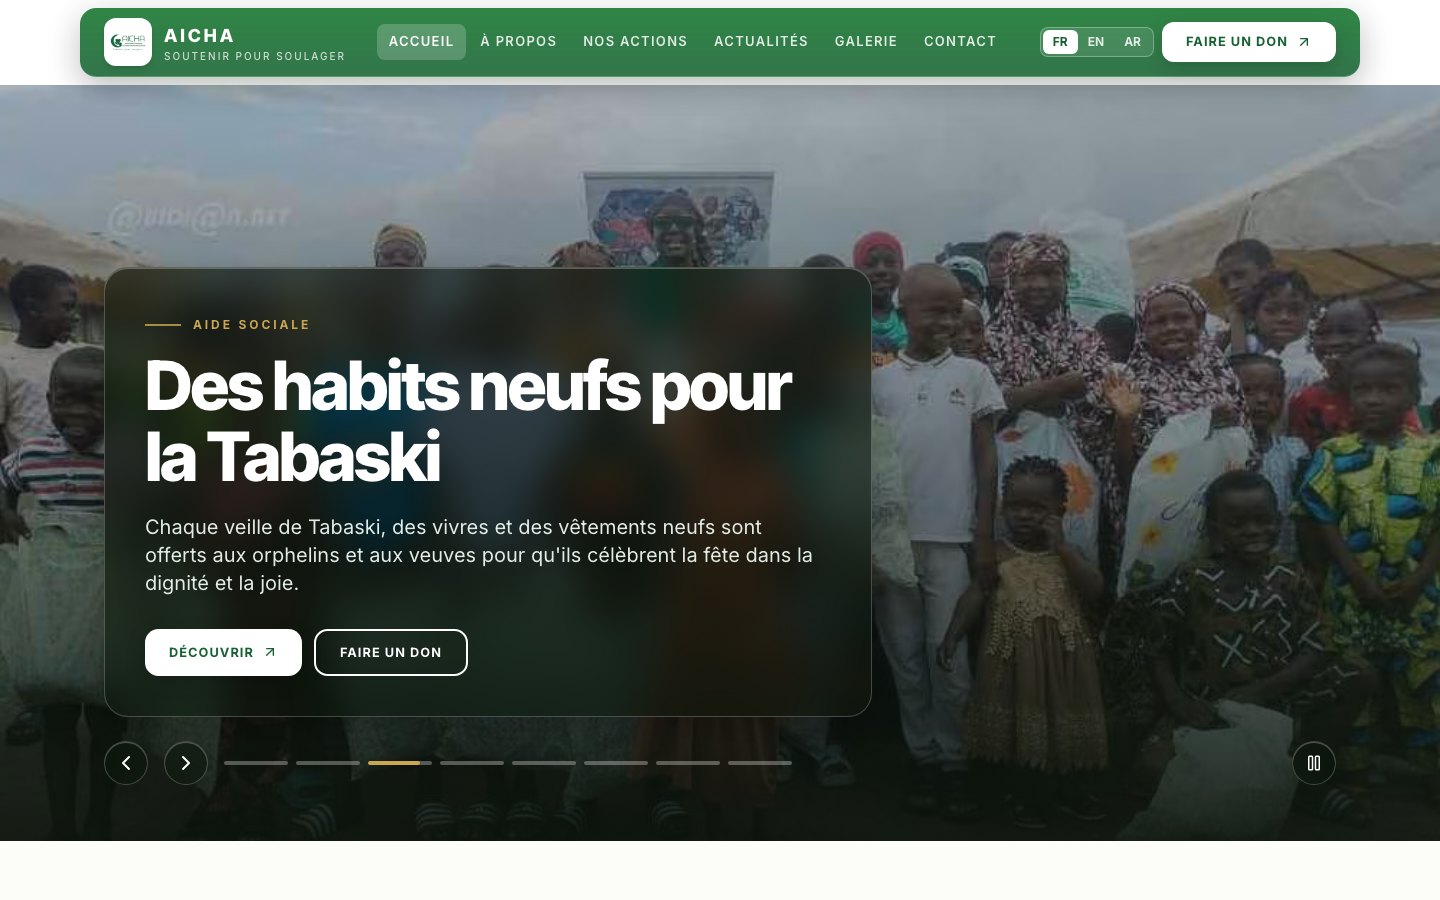 AICHA
AICHA
SOUTENIR POUR SOULAGER
ACCUEIL
À PROPOS
NOS ACTIONS
ACTUALITÉS
GALERIE
CONTACT
FR
EN
AR
FAIRE UN DON
@BIDJ@N.NET
AIDE SOCIALE
Des habits neufs pour
la Tabaski
Chaque veille de Tabaski, des vivres et des vêtements neufs sont
offerts aux orphelins et aux veuves pour qu'ils célèbrent la fête dans la
dignité et la joie.
DÉCOUVRIR
FAIRE UN DON